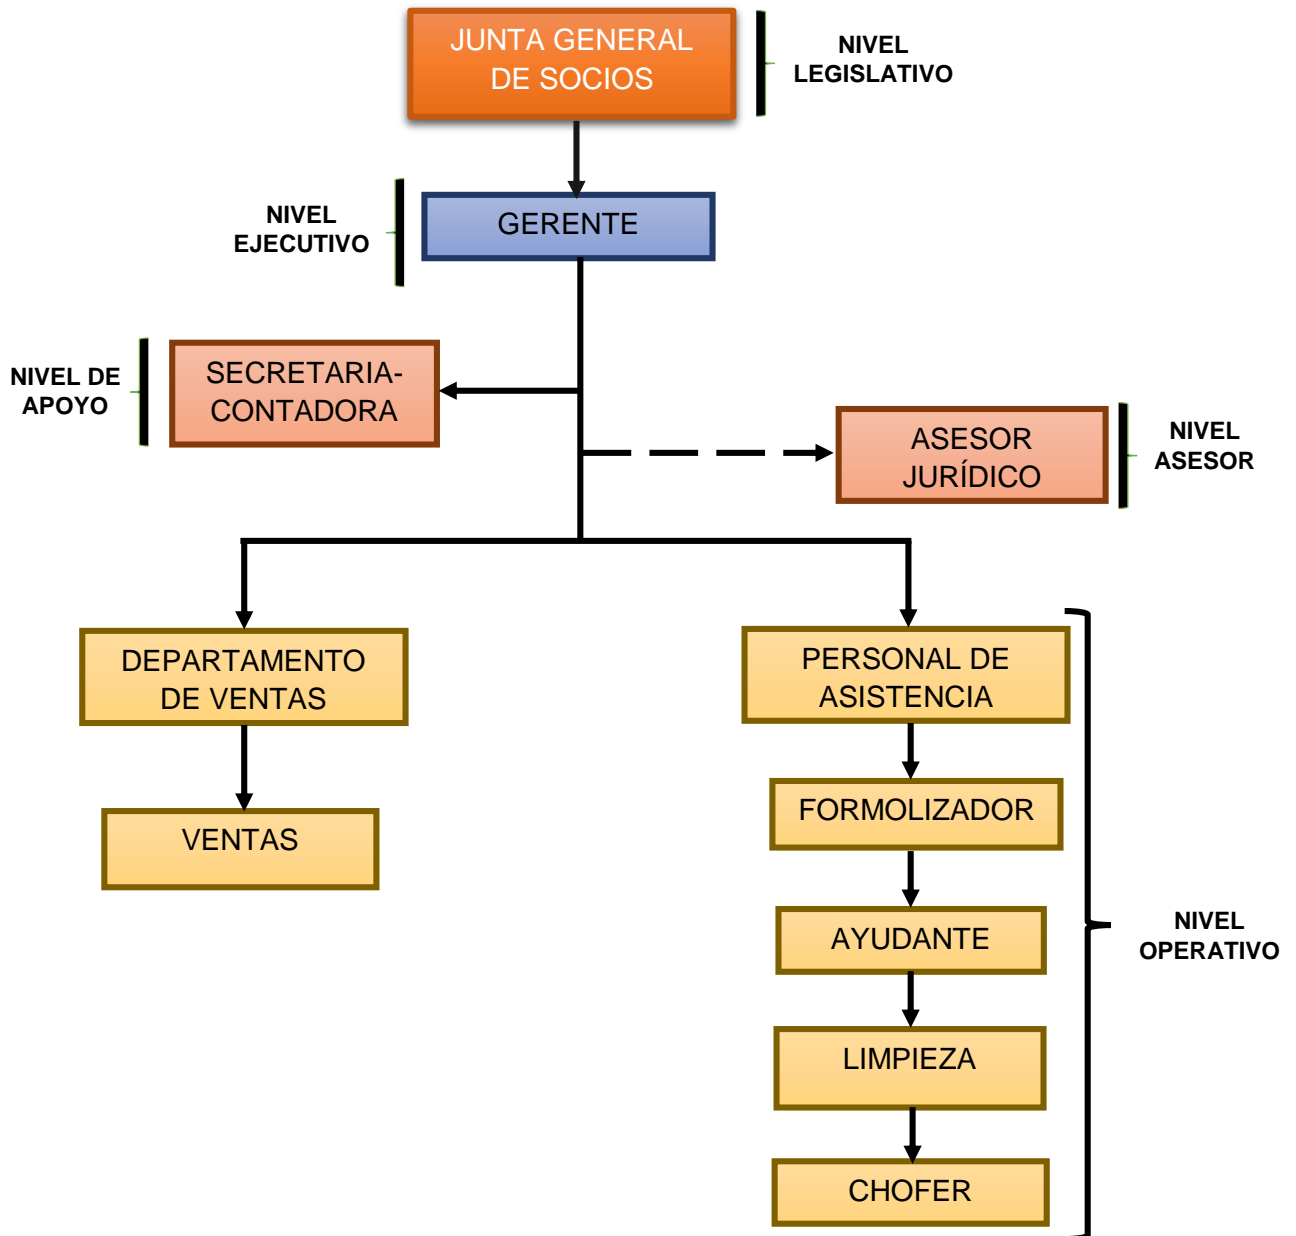 JUNTA GENERAL
DE SOCIOS
NIVEL
LEGISLATIVO
NIVEL
EJECUTIVO
GERENTE
NIVEL DE
APOYO
SECRETARIA-
CONTADORA
ASESOR
JURÍDICO
NIVEL
ASESOR
DEPARTAMENTO
DE VENTAS
VENTAS
PERSONAL DE
ASISTENCIA
FORMOLIZADOR
AYUDANTE
LIMPIEZA
CHOFER
NIVEL
OPERATIVO